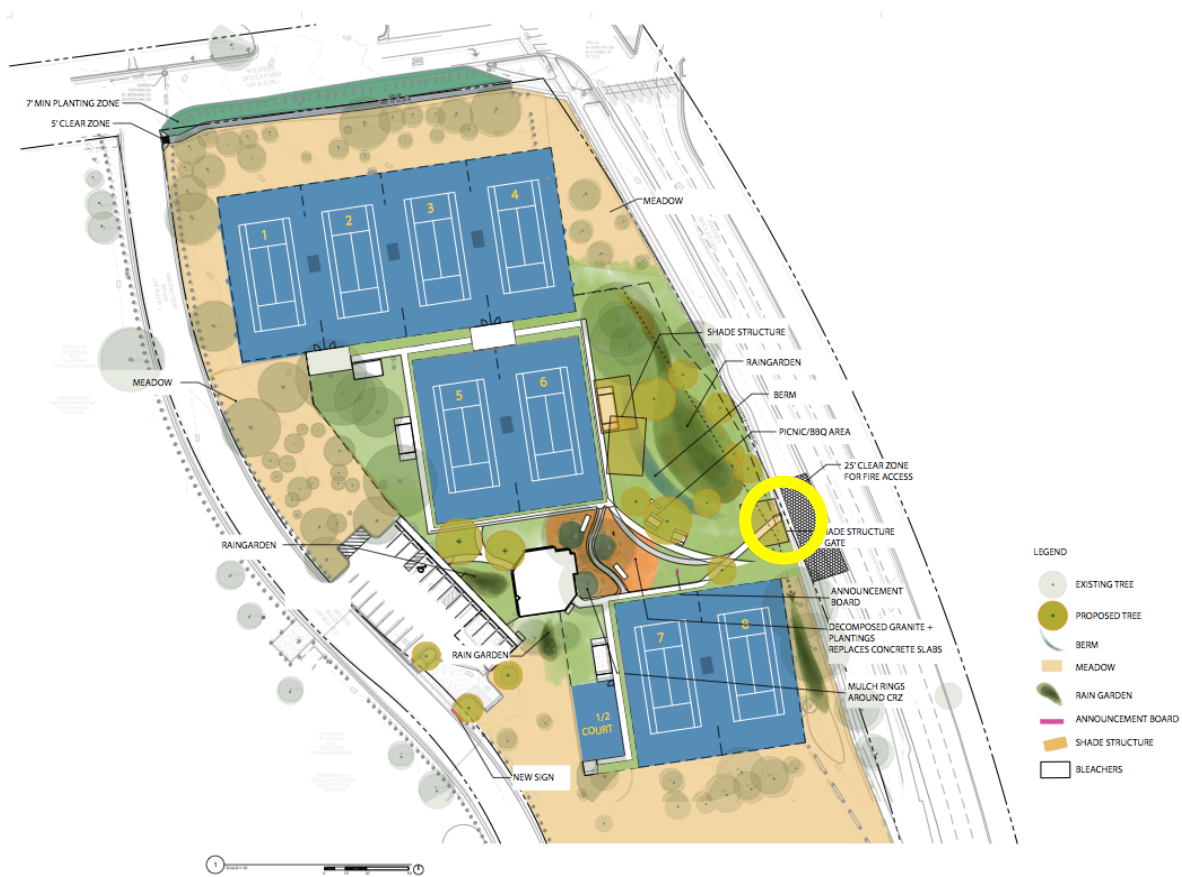 7' MIN PLANTING ZONE
5' CLEAR ZONE
MEADOW
1
2
3
4
SHADE STRUCTURE
RAINGARDEN
MEADOW
BERM
5
6
PICNIC/BBQ AREA
25' CLEAR ZONE
FOR FIRE ACCESS
HADE STRUCTURE
GATE
RAINGARDEN
ANNOUNCEMENT
BOARD
DECOMPOSED GRANITE +
PLANTINGS
REPLACES CONCRETE SLABS
7
8
RAIN GARDEN
MULCH RINGS
AROUND CRZ
1/2
COURT
NEW SIGN
LEGEND
EXISTING TREE
PROPOSED TREE
BERM
MEADOW
RAIN GARDEN
ANNOUNCEMENT BOARD
SHADE STRUCTURE
BLEACHERS
1